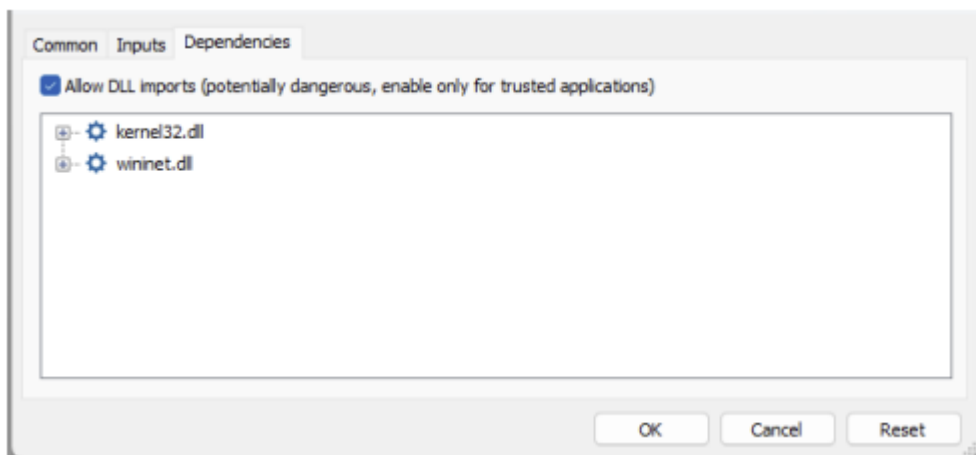 Common Inputs Dependencies
Allow DLL imports (potentially dangerous, enable only for trusted applications)
kernel32.dll
wininet.dll
OK Cancel Reset